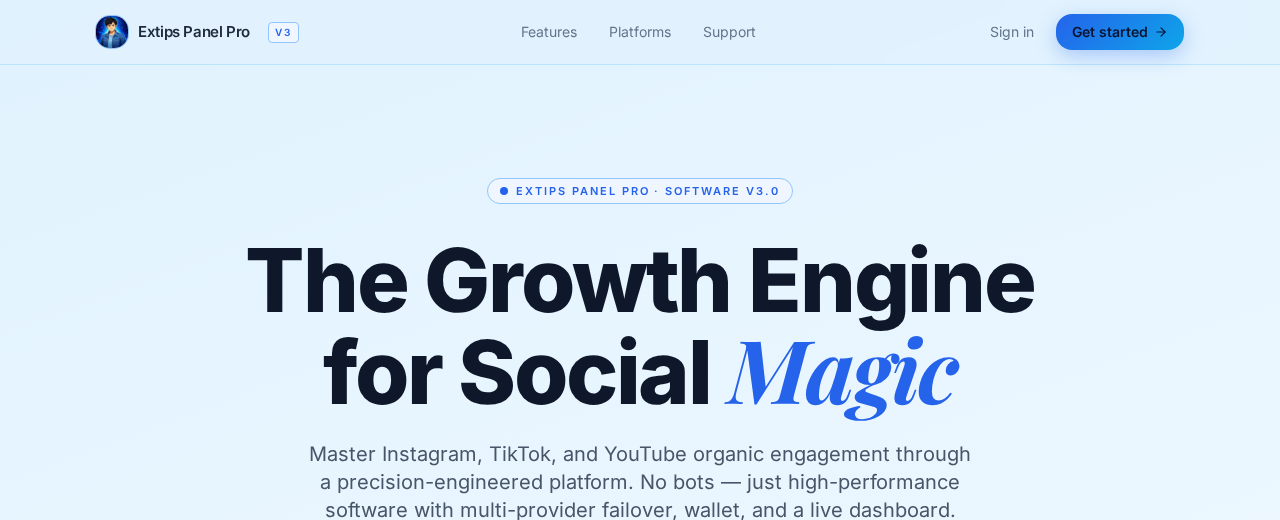 Extips Panel Pro V3 Features Platforms Support Sign in Get started →
EXTIPS PANEL PRO · SOFTWARE V3.0
The Growth Engine
for Social Magic
Master Instagram, TikTok, and YouTube organic engagement through
a precision-engineered platform. No bots — just high-performance
software with multi-provider failover, wallet, and a live dashboard.